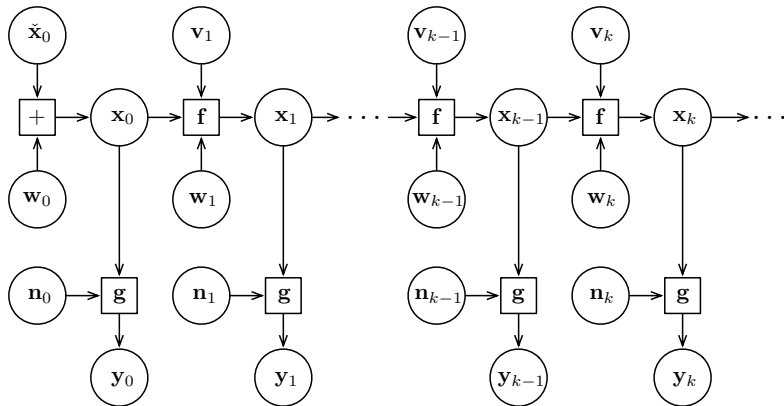 x̌₀ v₁ vₖ₋₁ vₖ
+ x₀ f x₁ ··· f xₖ₋₁ f xₖ ···
w₀ w₁ wₖ₋₁ wₖ
n₀ g n₁ g nₖ₋₁ g nₖ g
y₀ y₁ yₖ₋₁ yₖ